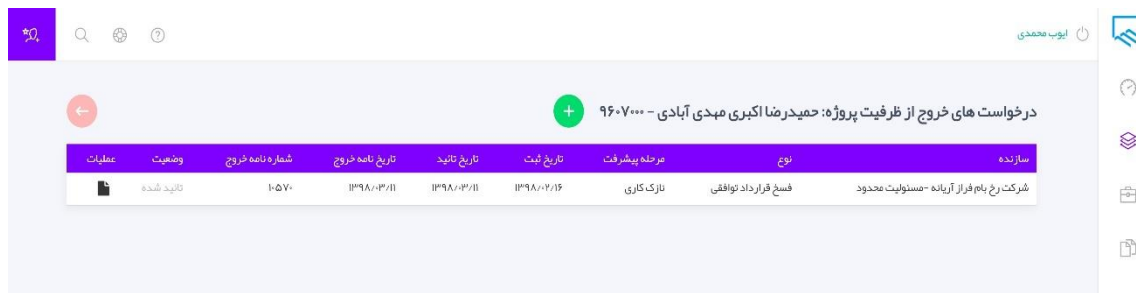 ایوب محمدی
درخواست های خروج از ظرفیت پروژه: حمیدرضا اکبری مهدی آبادی - ۹۶۰۷۰۰۰
سازنده نوع مرحله پیشرفت تاریخ ثبت تاریخ تائید تاریخ نامه خروج شماره نامه خروج وضعیت عملیات
شرکت رخ بام فراز آریانه -مسئولیت محدود فسخ قرارداد توافقی نازک کاری ۱۳۹۸/۰۲/۱۶ ۱۳۹۸/۰۳/۱۱ ۱۳۹۸/۰۳/۱۱ ۱۰۵۷۰ تائید شده